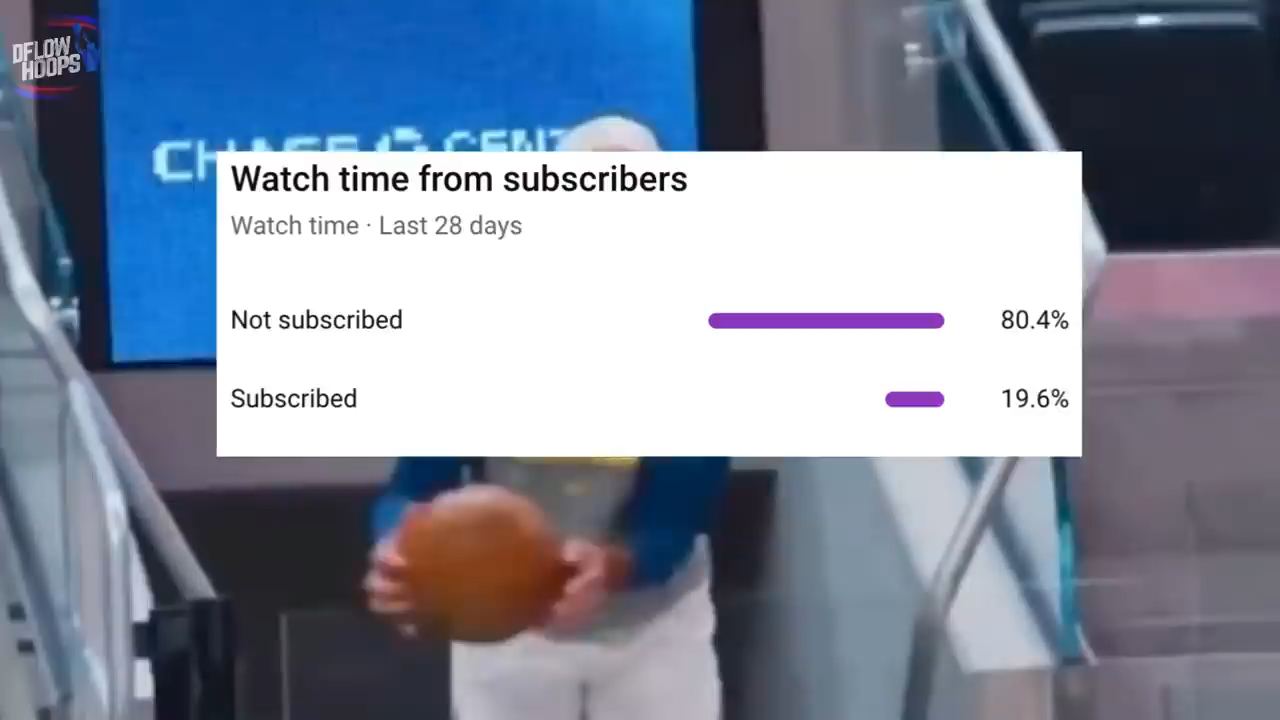 DFLOW
HOOPS
Watch time from subscribers
Watch time · Last 28 days
Not subscribed 80.4%
Subscribed 19.6%